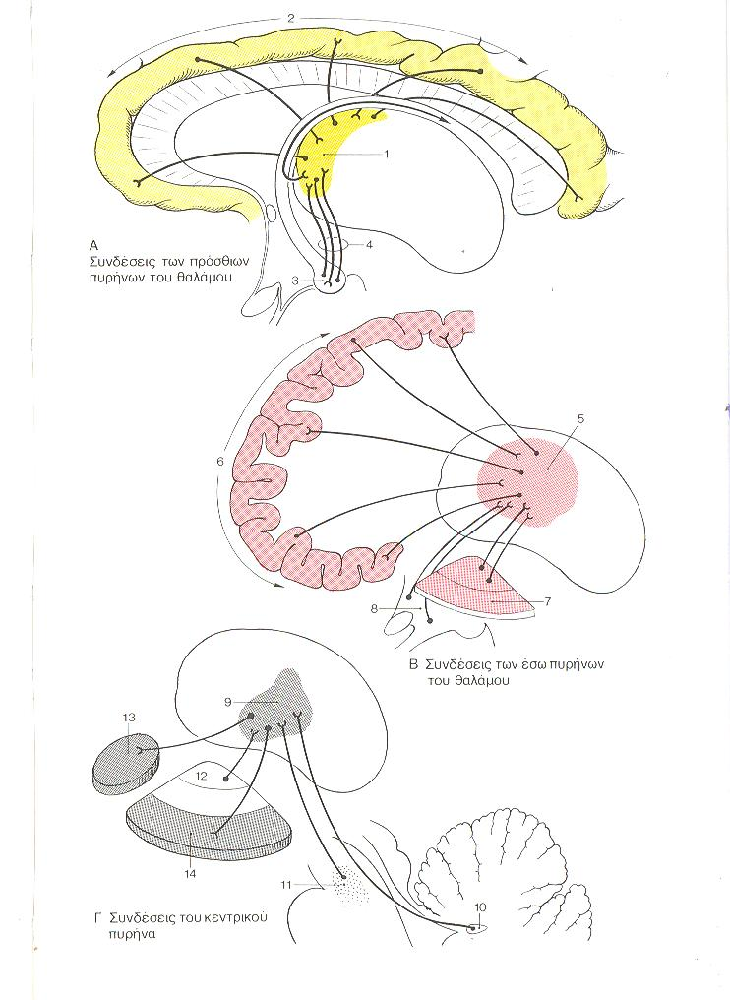 2
1
4
3
Α
Συνδέσεις των πρόσθιων
πυρήνων του θαλάμου
5
6
7
8
Β Συνδέσεις των έσω πυρήνων
του θαλάμου
9
13
12
14
11
10
Γ Συνδέσεις του κεντρικού
πυρήνα